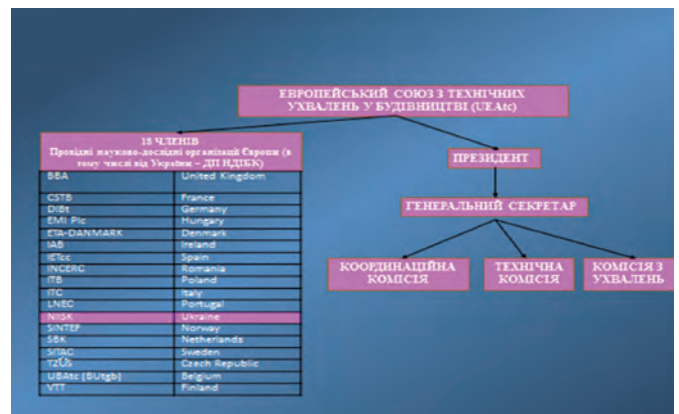 ЕВРОПЕЙСЬКИЙ СОЮЗ З ТЕХНІЧНИХ
УХВАЛЕНЬ У БУДІВНИЦТВІ (UEAtc)
18 ЧЛЕНІВ
Провідні науково-дослідні організації Європи (в
тому числі від України – ДП НДІБК)
BBA United Kingdom
CSTB France
DIBt Germany
EMI Plc Hungary
ETA-DANMARK Denmark
IAB Ireland
IETcc Spain
INCERC Romania
ITB Poland
ITC Italy
LNEC Portugal
NIISK Ukraine
SINTEF Norway
SBK Netherlands
SITAC Sweden
TZÚS Czech Republic
UBAtc (BUtgb) Belgium
VTT Finland
ПРЕЗИДЕНТ
ГЕНЕРАЛЬНИЙ СЕКРЕТАР
КООРДИНАЦІЙНА
КОМІСІЯ
ТЕХНІЧНА
КОМІСІЯ
КОМІСІЯ З
УХВАЛЕНЬ